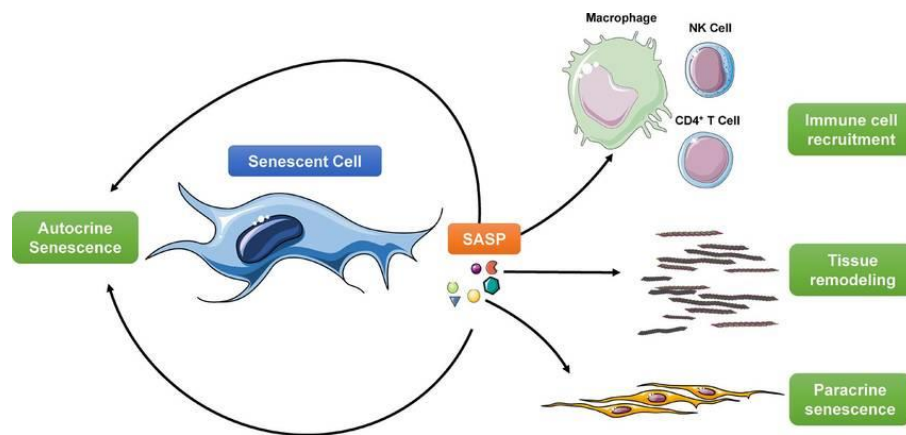 Macrophage
NK Cell
CD4⁺ T Cell
Immune cell
recruitment
Senescent Cell
Autocrine
Senescence
SASP
Tissue
remodeling
Paracrine
senescence